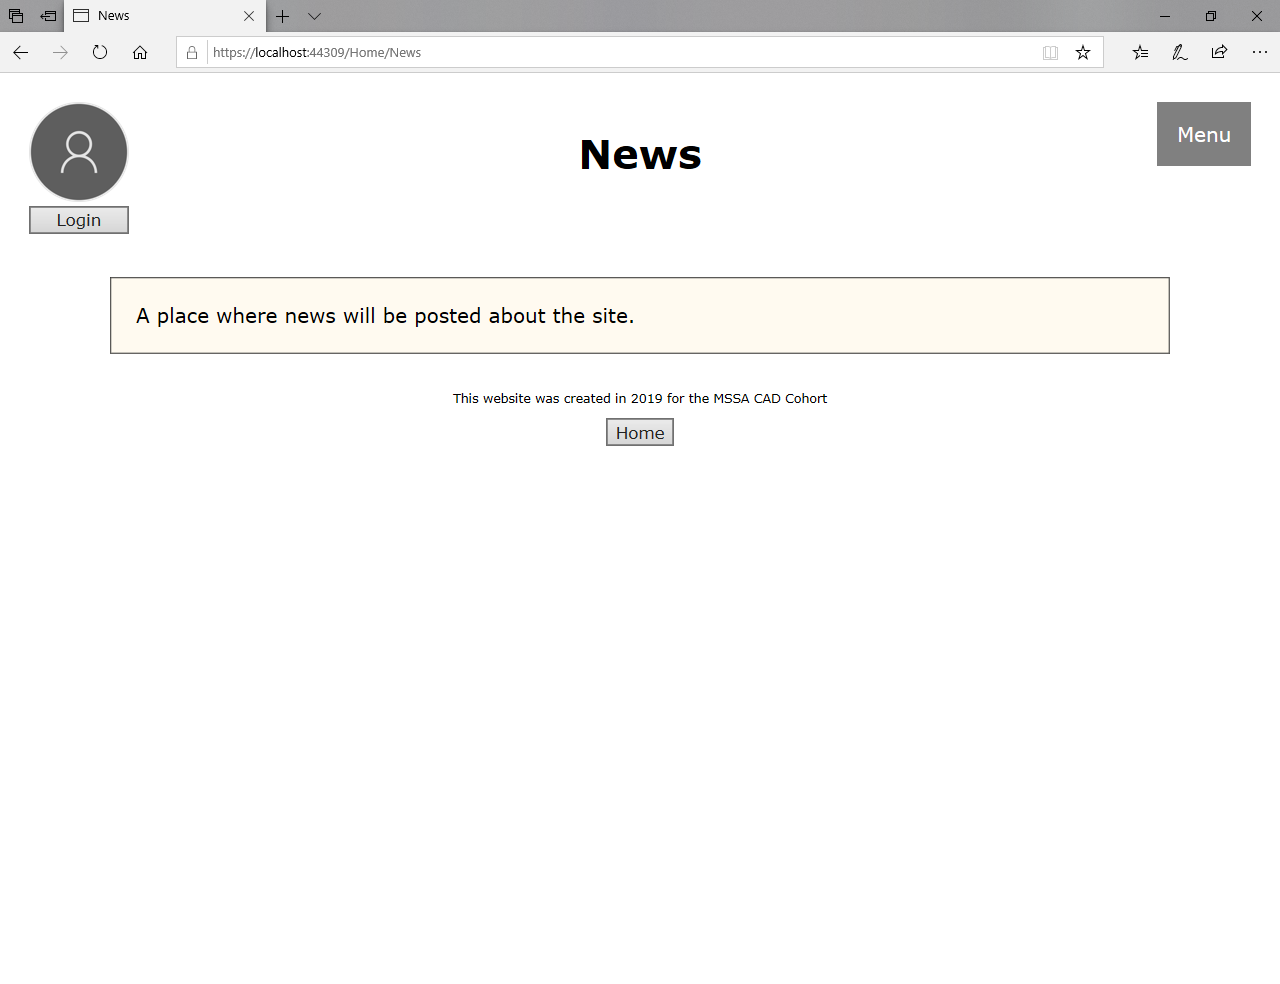 News
https://localhost:44309/Home/News
News
Menu
Login
A place where news will be posted about the site.
This website was created in 2019 for the MSSA CAD Cohort
Home